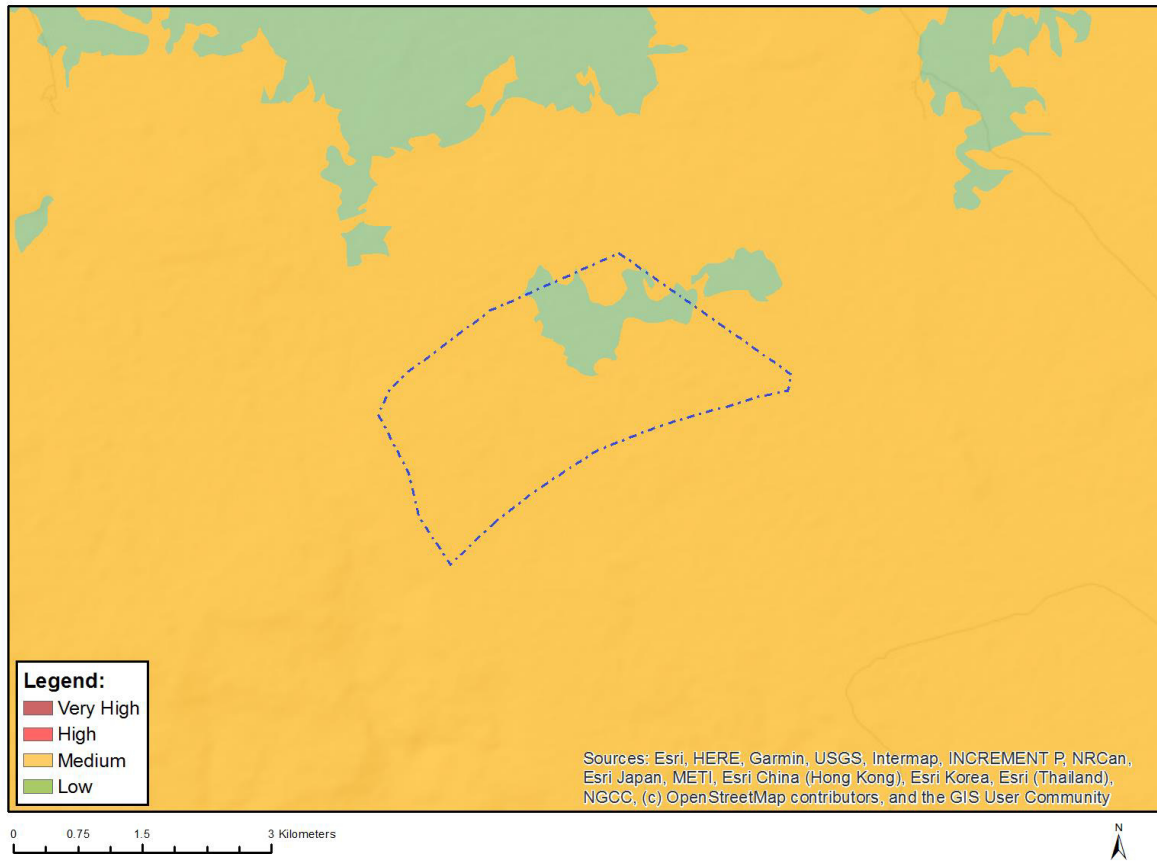 Legend:
Very High
High
Medium
Low
Sources: Esri, HERE, Garmin, USGS, Intermap, INCREMENT P, NRCan,
Esri Japan, METI, Esri China (Hong Kong), Esri Korea, Esri (Thailand),
NGCC, (c) OpenStreetMap contributors, and the GIS User Community
0 0.75 1.5 3 Kilometers
N